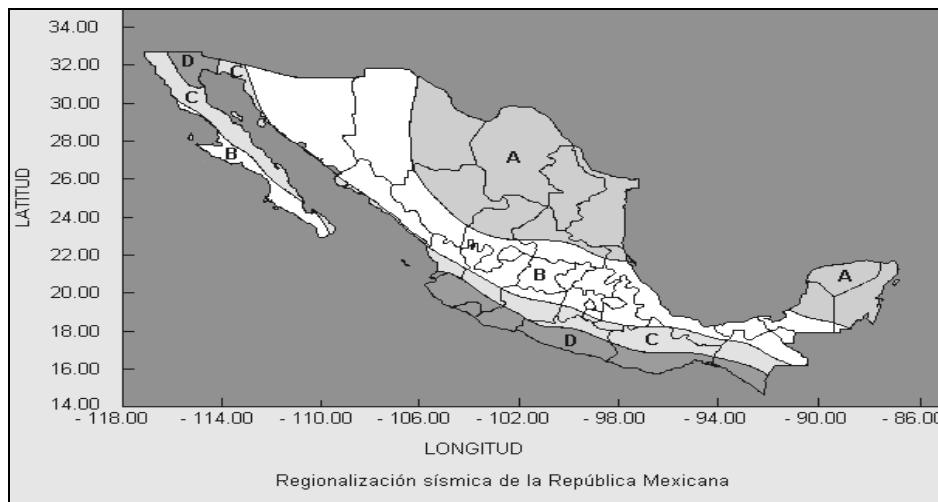 34.00
32.00
30.00
28.00
26.00
24.00
22.00
20.00
18.00
16.00
14.00
LATITUD
D
C
C
B
A
B
A
D
C
- 118.00 - 114.00 - 110.00 - 106.00 - 102.00 - 98.00 - 94.00 - 90.00 - 86.00
LONGITUD
Regionalización sísmica de la República Mexicana